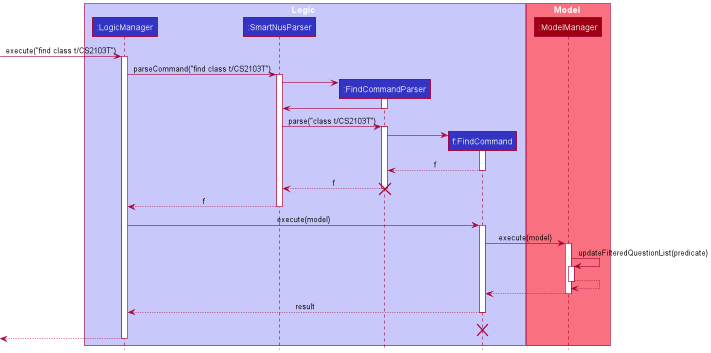 Logic
Model
:LogicManager
:SmartNusParser
:ModelManager
execute("find class t/CS2103T")
parseCommand("find class t/CS2103T")
:FindCommandParser
parse("class t/CS2103T")
f:FindCommand
f
f
f
execute(model)
execute(model)
updateFilteredQuestionList(predicate)
result